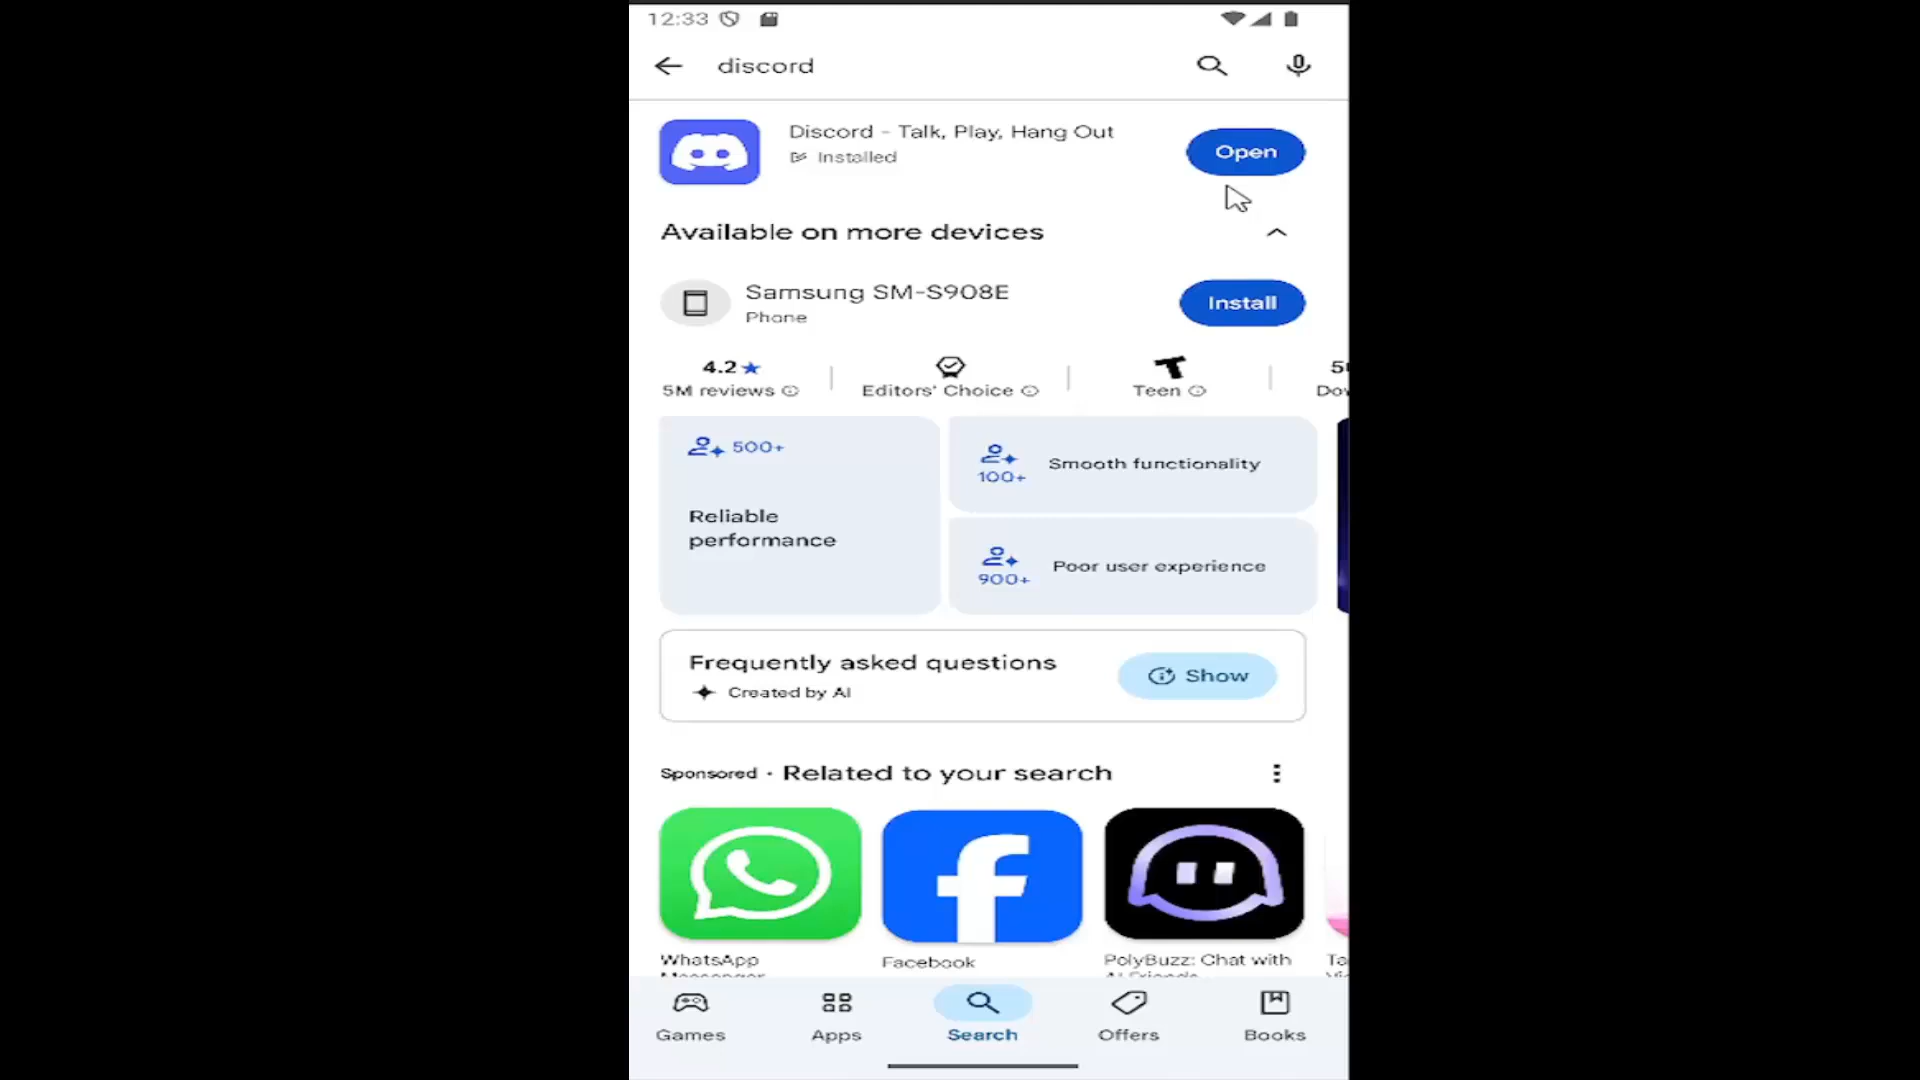 12:33
discord
Discord - Talk, Play, Hang Out
Installed
Open
Available on more devices
Samsung SM-S908E
Phone
Install
4.2★
5M reviews
Editors' Choice
Teen
500+
Reliable
performance
100+
Smooth functionality
900+
Poor user experience
Frequently asked questions
Created by AI
Show
Sponsored · Related to your search
WhatsApp
Messenger
Facebook
PolyBuzz: Chat with
AI Friends
Games
Apps
Search
Offers
Books